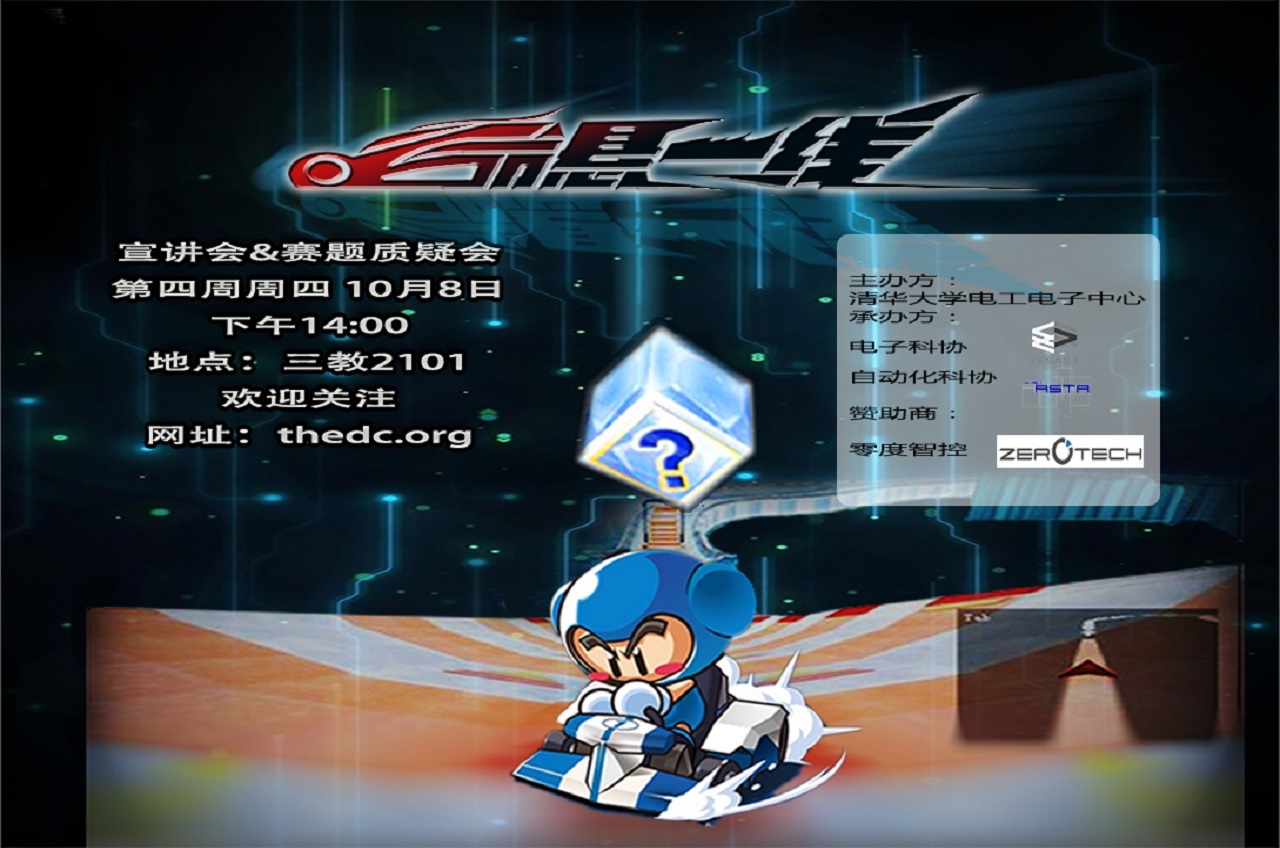 宣讲会&赛题质疑会
第四周周四 10月8日
下午14:00
地点： 三教2101
欢迎关注
网址： thedc.org
主办方：
清华大学电工电子中心
承办方：
电子科协
自动化科协
ASTA
赞助商：
零度智控
ZEROTECH
?